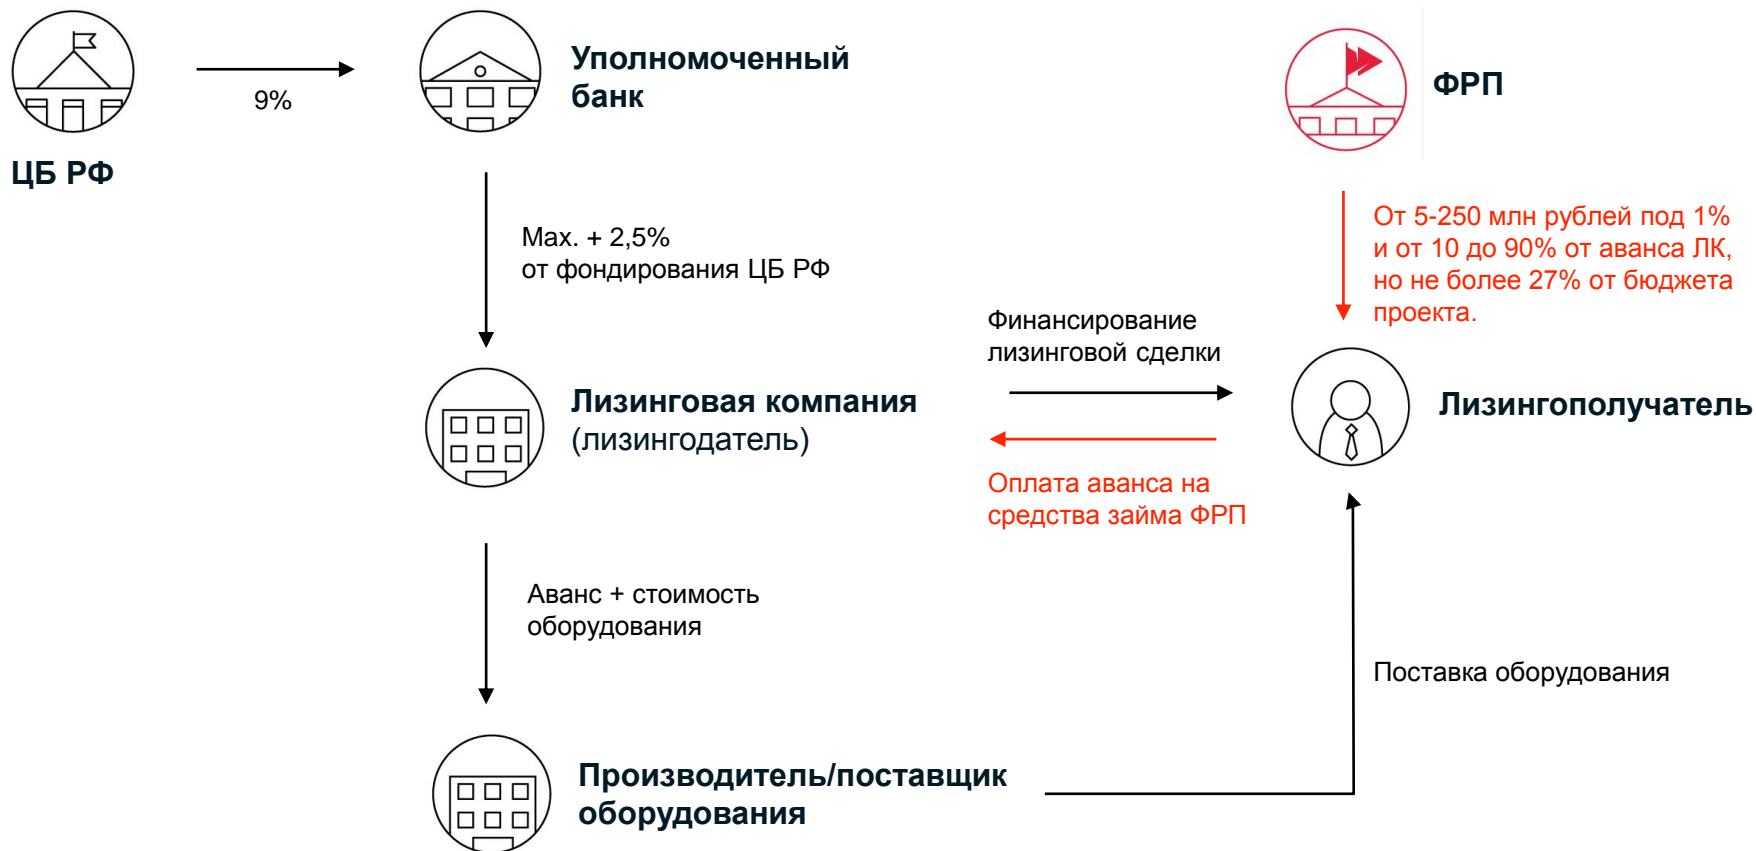 ЦБ РФ
9%
Уполномоченный
банк
ФРП
Max. + 2,5%
от фондирования ЦБ РФ
От 5-250 млн рублей под 1%
и от 10 до 90% от аванса ЛК,
но не более 27% от бюджета
проекта.
Финансирование
лизинговой сделки
Лизинговая компания
(лизингодатель)
Лизингополучатель
Оплата аванса на
средства займа ФРП
Аванс + стоимость
оборудования
Поставка оборудования
Производитель/поставщик
оборудования